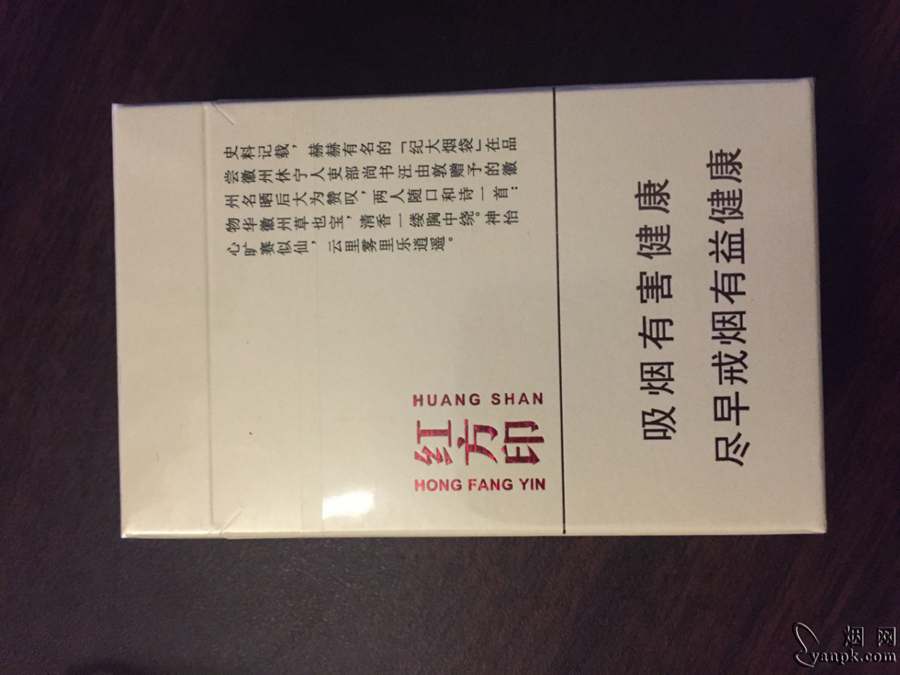 史料记载，赫赫有名的「纪大烟袋」在品
尝徽州休宁人吏部尚书汪由敦赠予的徽
州名晒后大为赞叹，两人随口和诗一首：
物华徽州草也宝，清香一缕胸中绕。神怡
心旷赛似仙，云里雾里乐逍遥。
HUANG SHAN
红方印
HONG FANG YIN
吸烟有害健康
尽早戒烟有益健康
烟网
yanpk.com